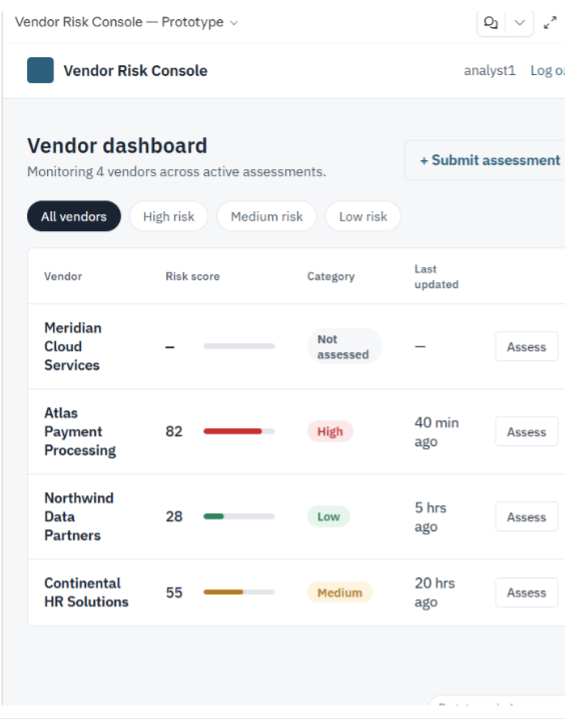 Vendor Risk Console — Prototype
Vendor Risk Console
analyst1 Log
Vendor dashboard
Monitoring 4 vendors across active assessments.
+ Submit assessment
All vendors High risk Medium risk Low risk
Vendor Risk score Category Last
updated
Meridian
Cloud
Services
–
Not
assessed
—
Assess
Atlas
Payment
Processing
82
High
40 min
ago
Assess
Northwind
Data
Partners
28
Low
5 hrs
ago
Assess
Continental
HR Solutions
55
Medium
20 hrs
ago
Assess